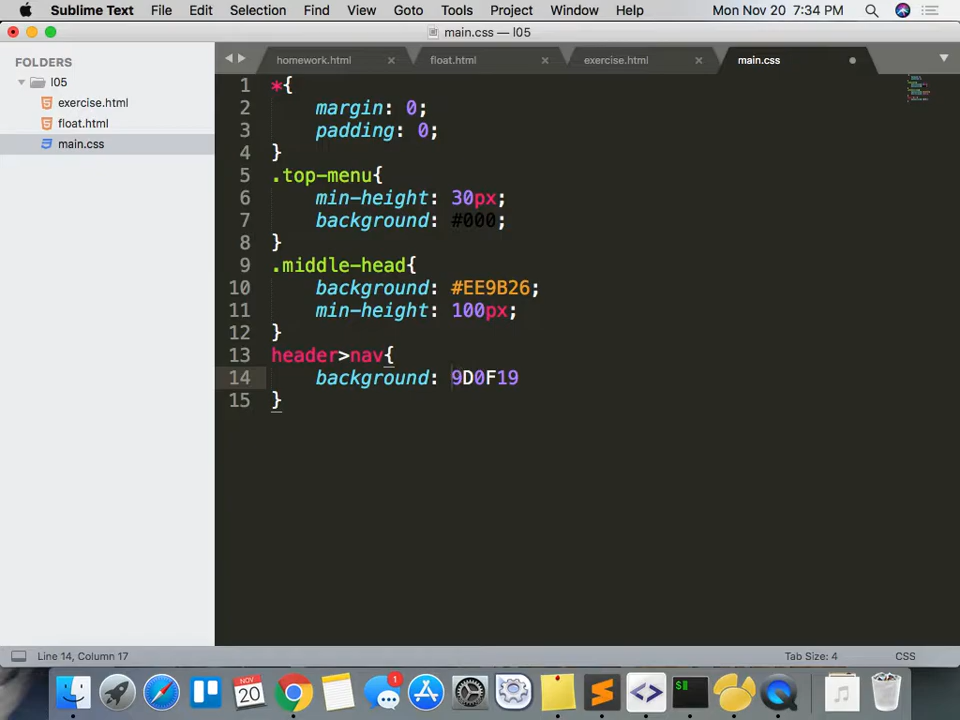 Sublime Text File Edit Selection Find View Goto Tools Project Window Help Mon Nov 20 7:34 PM
main.css — l05
FOLDERS
l05
exercise.html
float.html
main.css
homework.html float.html exercise.html main.css
1 *{
2 margin: 0;
3 padding: 0;
4 }
5 .top-menu{
6 min-height: 30px;
7 background: #000;
8 }
9 .middle-head{
10 background: #EE9B26;
11 min-height: 100px;
12 }
13 header>nav{
14 background: 9D0F19
15 }
Line 14, Column 17 Tab Size: 4 CSS
NOV
20
1
$